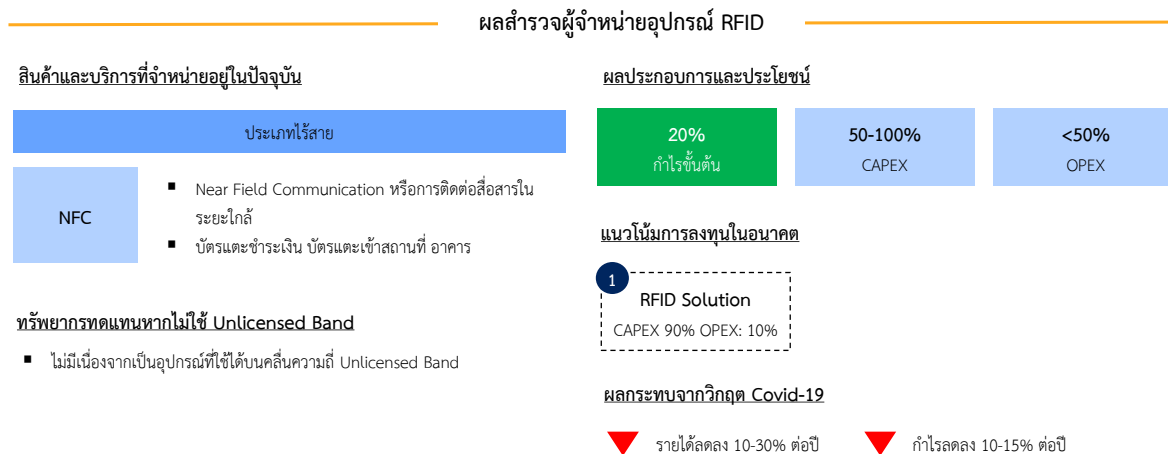 ผลสำรวจผู้จำหน่ายอุปกรณ์ RFID
สินค้าและบริการที่จำหน่ายอยู่ในปัจจุบัน
ประเภทไร้สาย
NFC
▪ Near Field Communication หรือการติดต่อสื่อสารใน
ระยะใกล้
▪ บัตรแตะชำระเงิน บัตรแตะเข้าสถานที่ อาคาร
ทรัพยากรทดแทนหากไม่ใช้ Unlicensed Band
▪ ไม่มีเนื่องจากเป็นอุปกรณ์ที่ใช้ได้บนคลื่นความถี่ Unlicensed Band
ผลประกอบการและประโยชน์
20%
กำไรขั้นต้น
50-100%
CAPEX
<50%
OPEX
แนวโน้มการลงทุนในอนาคต
1
RFID Solution
CAPEX 90% OPEX: 10%
ผลกระทบจากวิกฤต Covid-19
รายได้ลดลง 10-30% ต่อปี
กำไรลดลง 10-15% ต่อปี